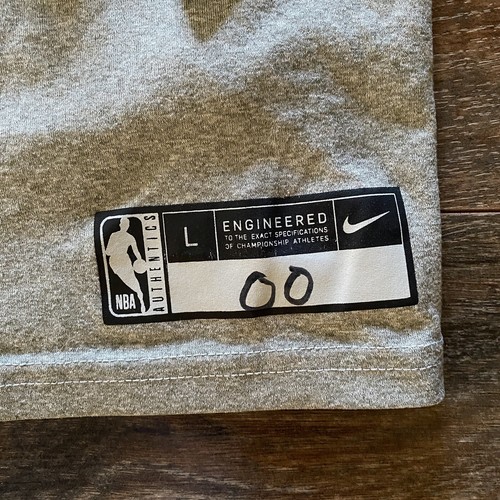 NBA
AUTHENTICS
L
ENGINEERED
TO THE EXACT SPECIFICATIONS
OF CHAMPIONSHIP ATHLETES
00